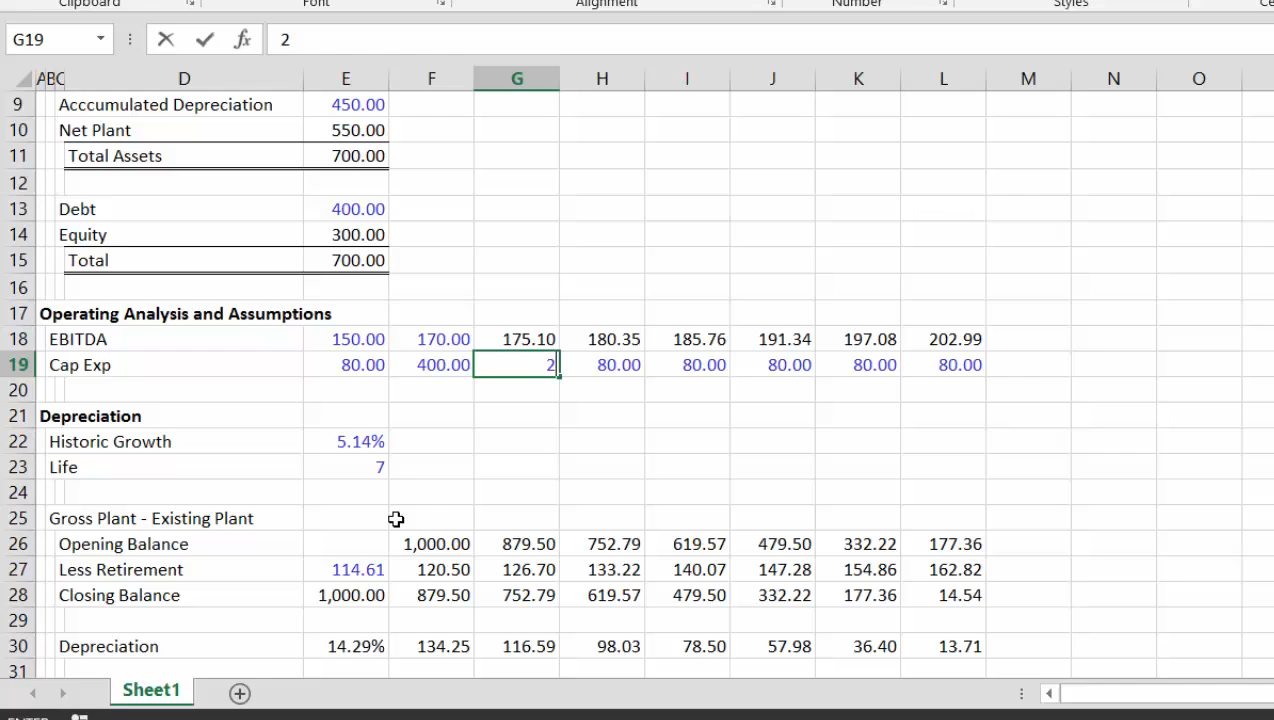 Clipboard Font Alignment Number Styles
G19 fx 2
A B C D E F G H I J K L M N O
9 Acccumulated Depreciation 450.00
10 Net Plant 550.00
11 Total Assets 700.00
12
13 Debt 400.00
14 Equity 300.00
15 Total 700.00
16
17 Operating Analysis and Assumptions
18 EBITDA 150.00 170.00 175.10 180.35 185.76 191.34 197.08 202.99
19 Cap Exp 80.00 400.00 2 80.00 80.00 80.00 80.00 80.00
20
21 Depreciation
22 Historic Growth 5.14%
23 Life 7
24
25 Gross Plant - Existing Plant
26 Opening Balance 1,000.00 879.50 752.79 619.57 479.50 332.22 177.36
27 Less Retirement 114.61 120.50 126.70 133.22 140.07 147.28 154.86 162.82
28 Closing Balance 1,000.00 879.50 752.79 619.57 479.50 332.22 177.36 14.54
29
30 Depreciation 14.29% 134.25 116.59 98.03 78.50 57.98 36.40 13.71
31
Sheet1